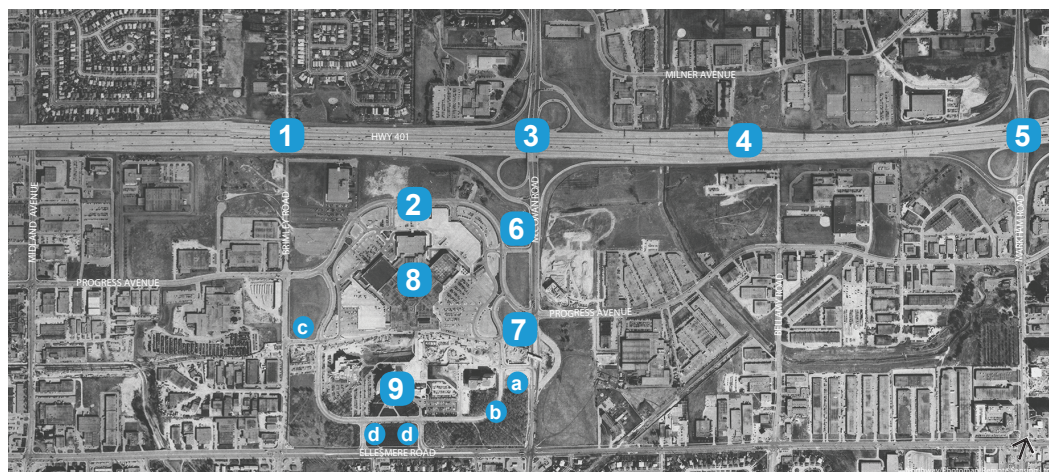 MILNER AVENUE
1
HWY 401
3
4
5
2
MIDLAND AVENUE
BRIMLEY ROAD
McCOWAN ROAD
MARKHAM ROAD
6
8
PROGRESS AVENUE
BELLAMY ROAD
PROGRESS AVENUE
c
7
9
a
b
d
d
ELLESMERE ROAD